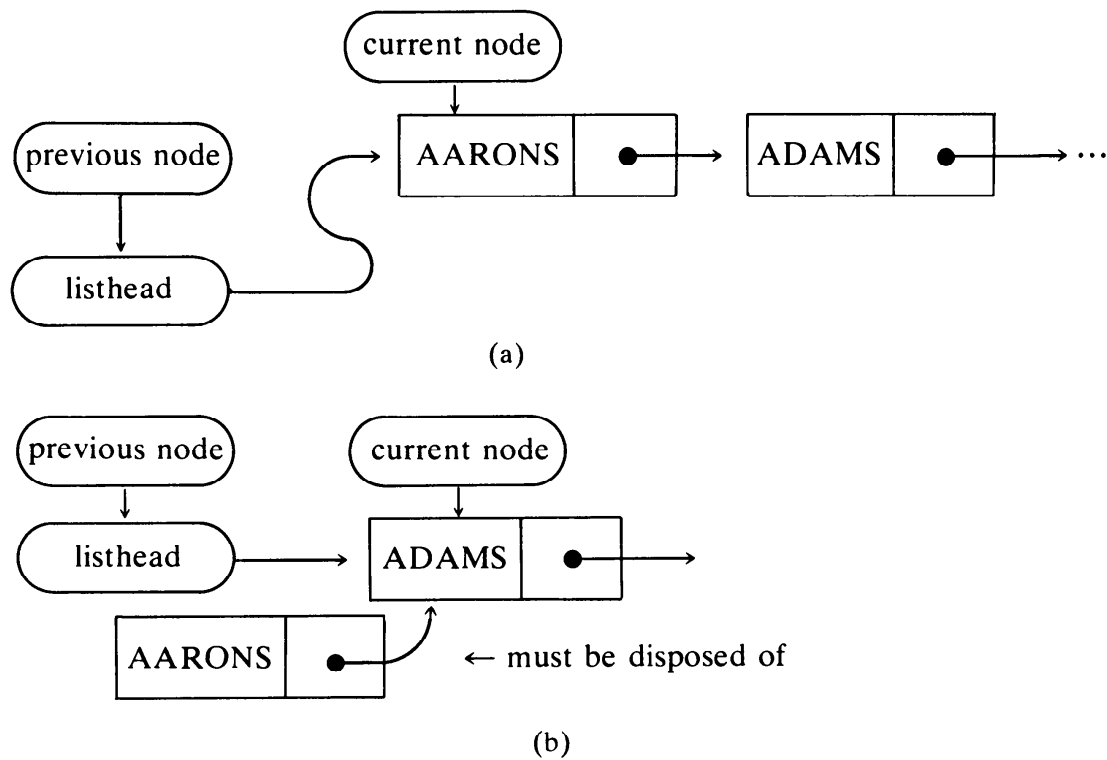 current node
previous node
AARONS
ADAMS
...
listhead
(a)
previous node
current node
listhead
ADAMS
AARONS
← must be disposed of
(b)